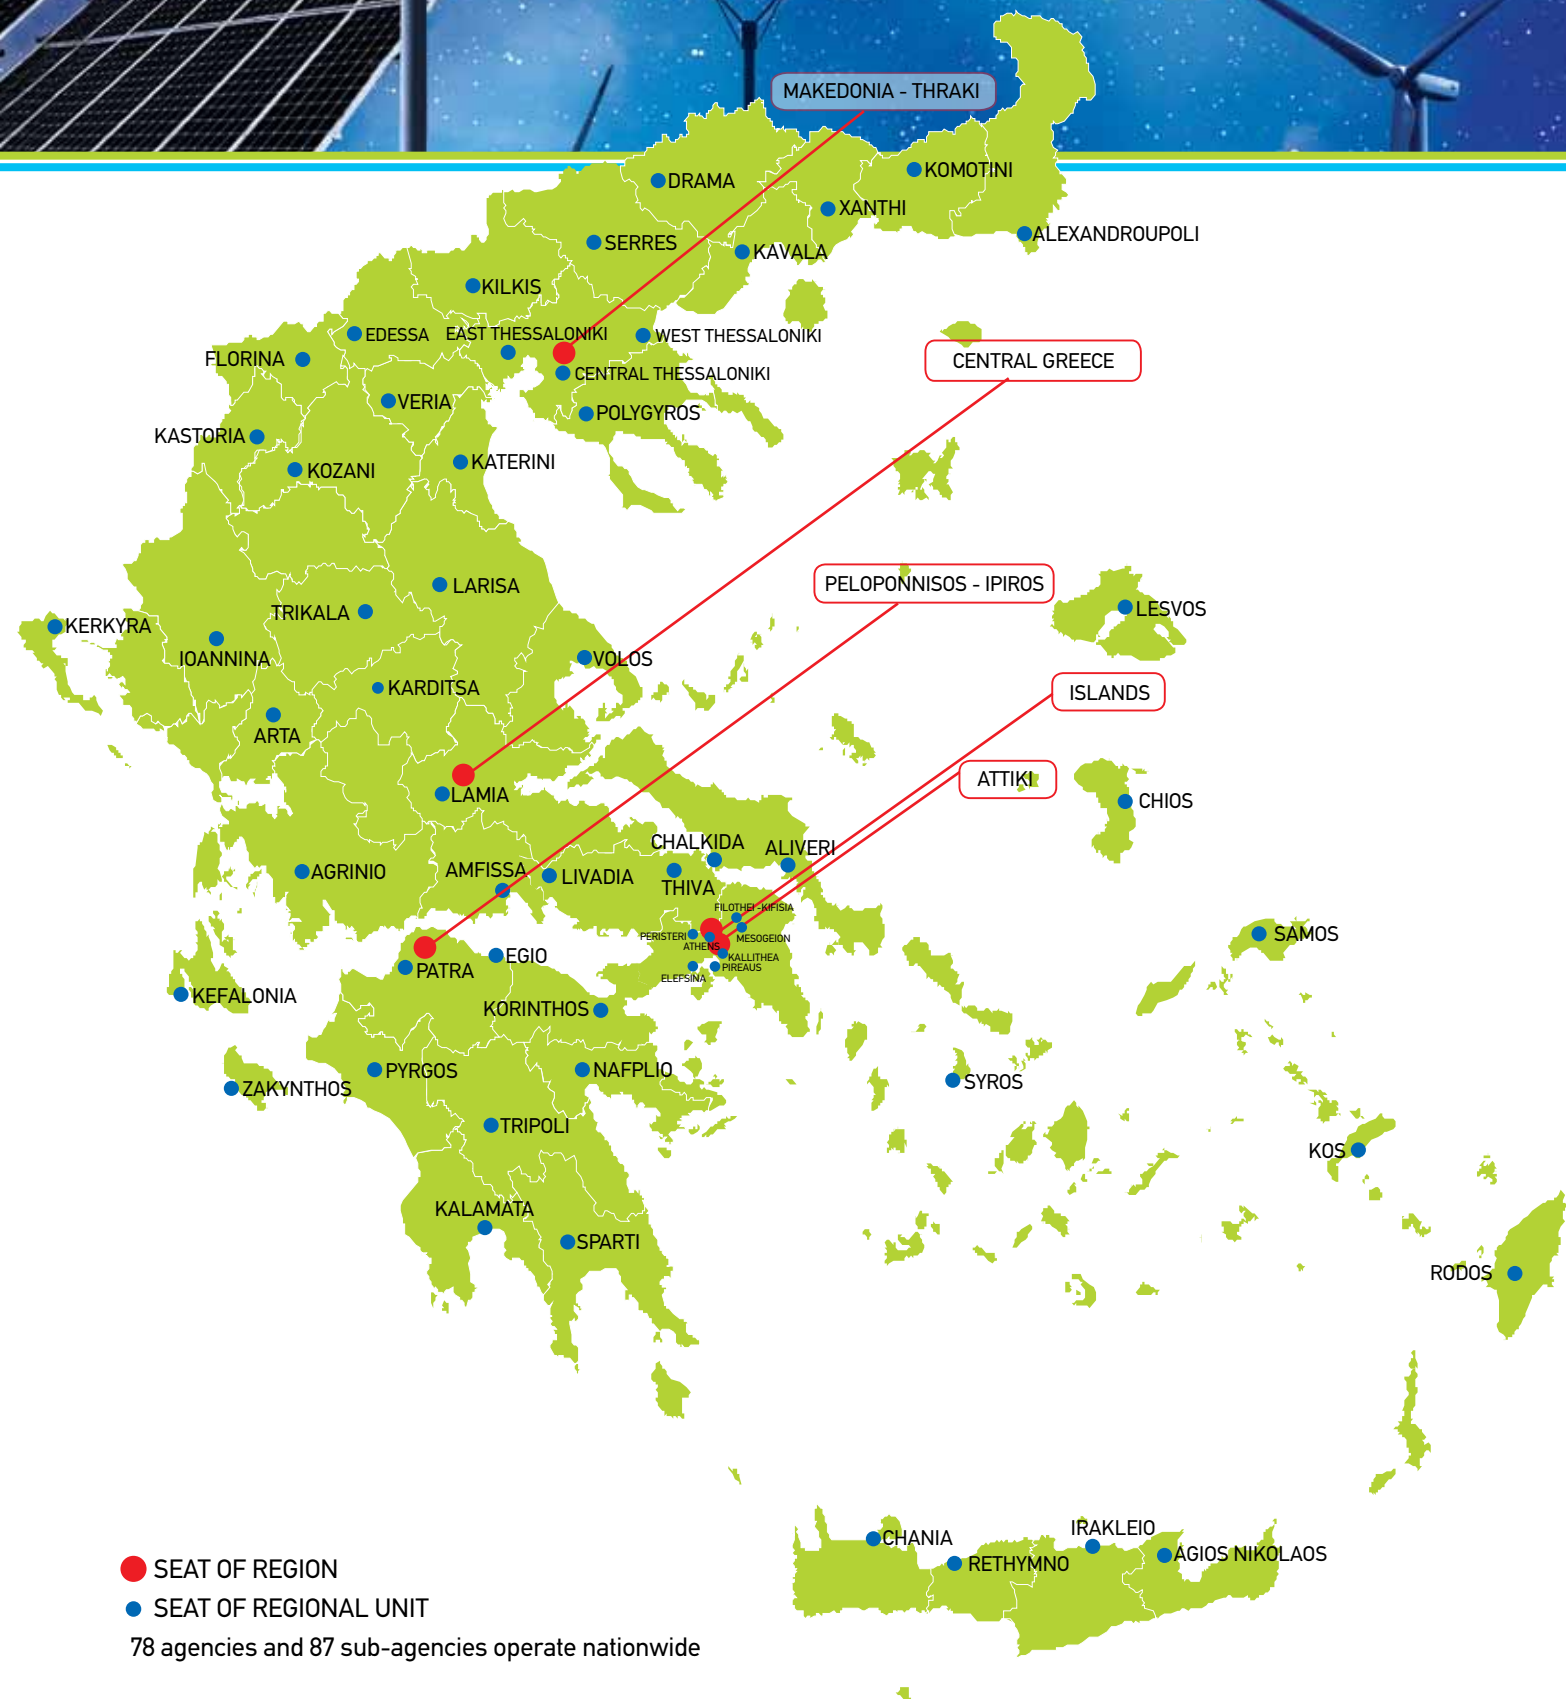 MAKEDONIA - THRAKI
KOMOTINI
DRAMA
XANTHI
ALEXANDROUPOLI
SERRES
KAVALA
KILKIS
EDESSA
EAST THESSALONIKI
WEST THESSALONIKI
FLORINA
CENTRAL GREECE
CENTRAL THESSALONIKI
VERIA
POLYGYROS
KASTORIA
KATERINI
KOZANI
PELOPONNISOS - IPIROS
LARISA
LESVOS
TRIKALA
KERKYRA
IOANNINA
VOLOS
KARDITSA
ISLANDS
ARTA
ATTIKI
LAMIA
CHIOS
CHALKIDA
ALIVERI
AGRINIO
AMFISSA
LIVADIA
THIVA
FILOTHEI -KIFISIA
PERISTERI
MESOGEION
ATHENS
SAMOS
KALLITHEA
PIREAUS
ELEFSINA
EGIO
PATRA
KEFALONIA
KORINTHOS
PYRGOS
NAFPLIO
SYROS
ZAKYNTHOS
TRIPOLI
KOS
KALAMATA
SPARTI
RODOS
IRAKLEIO
CHANIA
AGIOS NIKOLAOS
RETHYMNO
SEAT OF REGION
SEAT OF REGIONAL UNIT
78 agencies and 87 sub-agencies operate nationwide